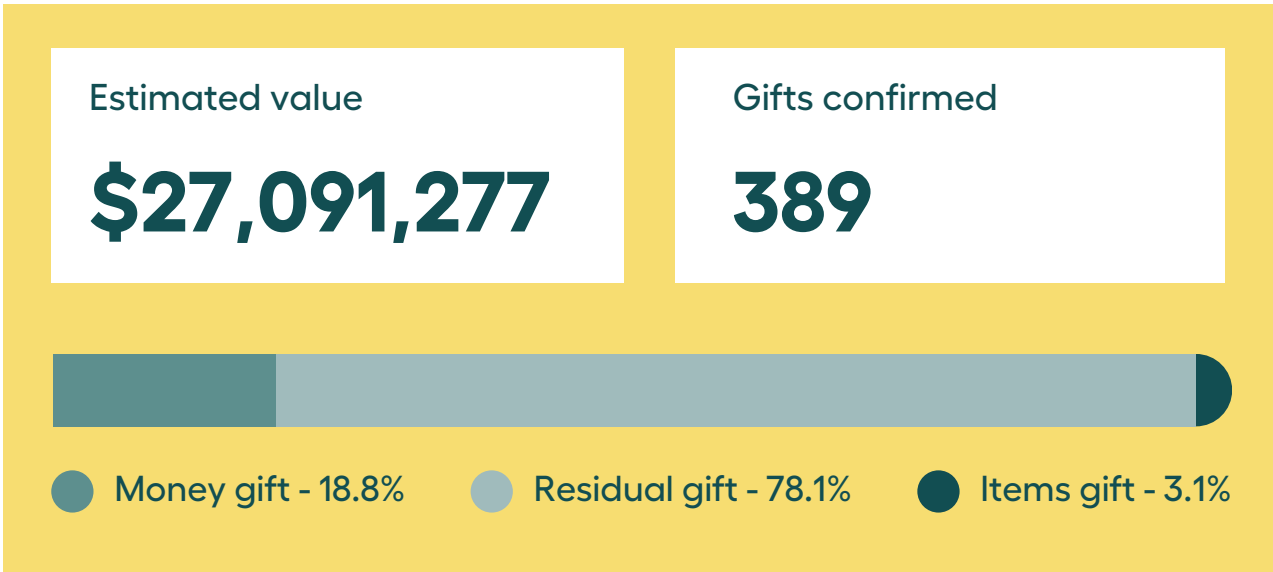 Estimated value
$27,091,277
Gifts confirmed
389
Money gift - 18.8%
Residual gift - 78.1%
Items gift - 3.1%